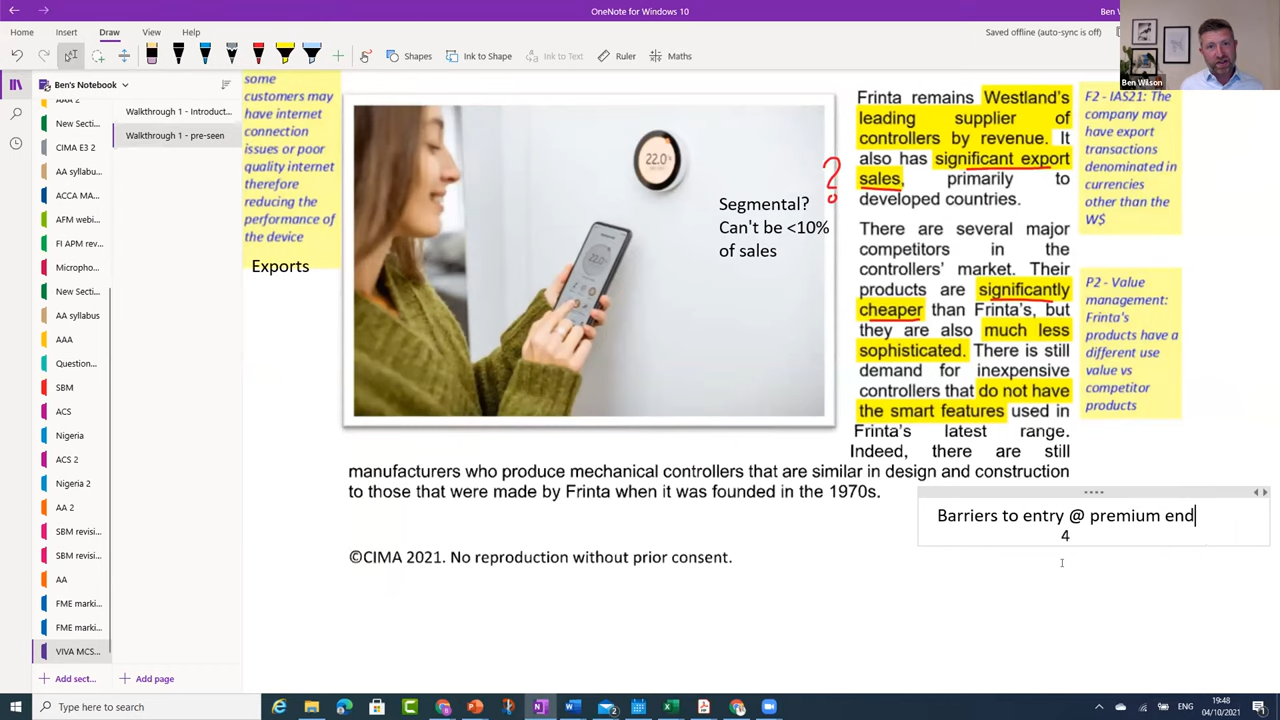 OneNote for Windows 10
Ben W
Home
Insert
Draw
View
Help
Saved offline (auto-sync is off)
Shapes
Ink to Shape
Ink to Text
Ruler
Maths
Ben Wilson
Ben's Notebook
AAA 2
New Secti...
CIMA E3 2
AA syllabu...
ACCA MA...
AFM webi...
FI APM rev...
Micropho...
New Secti...
AA syllabus
AAA
Question...
SBM
ACS
Nigeria
ACS 2
Nigeria 2
AA 2
SBM revisi...
SBM revisi...
AA
FME marki...
FME marki...
VIVA MCS...
Add sect...
Walkthrough 1 - Introduct...
Walkthrough 1 - pre-seen
Add page
some
customers may
have internet
connection
issues or poor
quality internet
therefore
reducing the
performance of
the device
Exports
22.0
22.0
Segmental?
Can't be <10%
of sales
?
Frinta remains Westland's
leading supplier of
controllers by revenue. It
also has significant export
sales, primarily to
developed countries.
There are several major
competitors in the
controllers' market. Their
products are significantly
cheaper than Frinta's, but
they are also much less
sophisticated. There is still
demand for inexpensive
controllers that do not have
the smart features used in
Frinta's latest range.
Indeed, there are still
manufacturers who produce mechanical controllers that are similar in design and construction
to those that were made by Frinta when it was founded in the 1970s.
F2 - IAS21: The
company may
have export
transactions
denominated in
currencies
other than the
W$
P2 - Value
management:
Frinta's
products have a
different use
value vs
competitor
products
Barriers to entry @ premium end
4
©CIMA 2021. No reproduction without prior consent.
Type here to search
ENG
19:48
04/10/2021